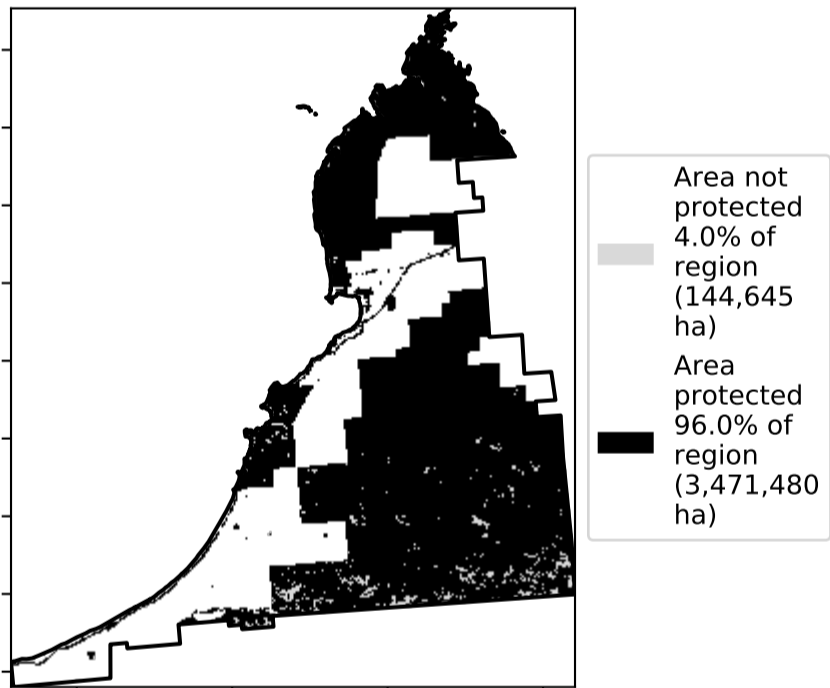 Area not
protected
4.0% of
region
(144,645
ha)
Area
protected
96.0% of
region
(3,471,480
ha)